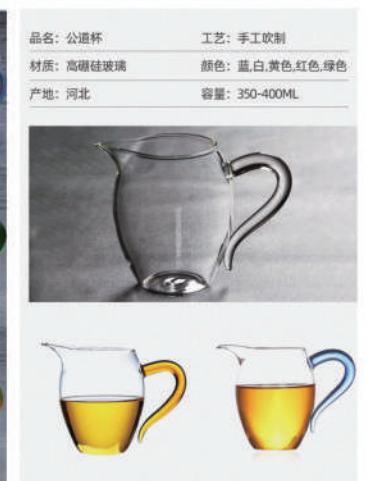 品名：公道杯
工艺：手工吹制
材质：高硼硅玻璃
颜色：蓝,白,黄色,红色,绿色
产地：河北
容量：350-400ML